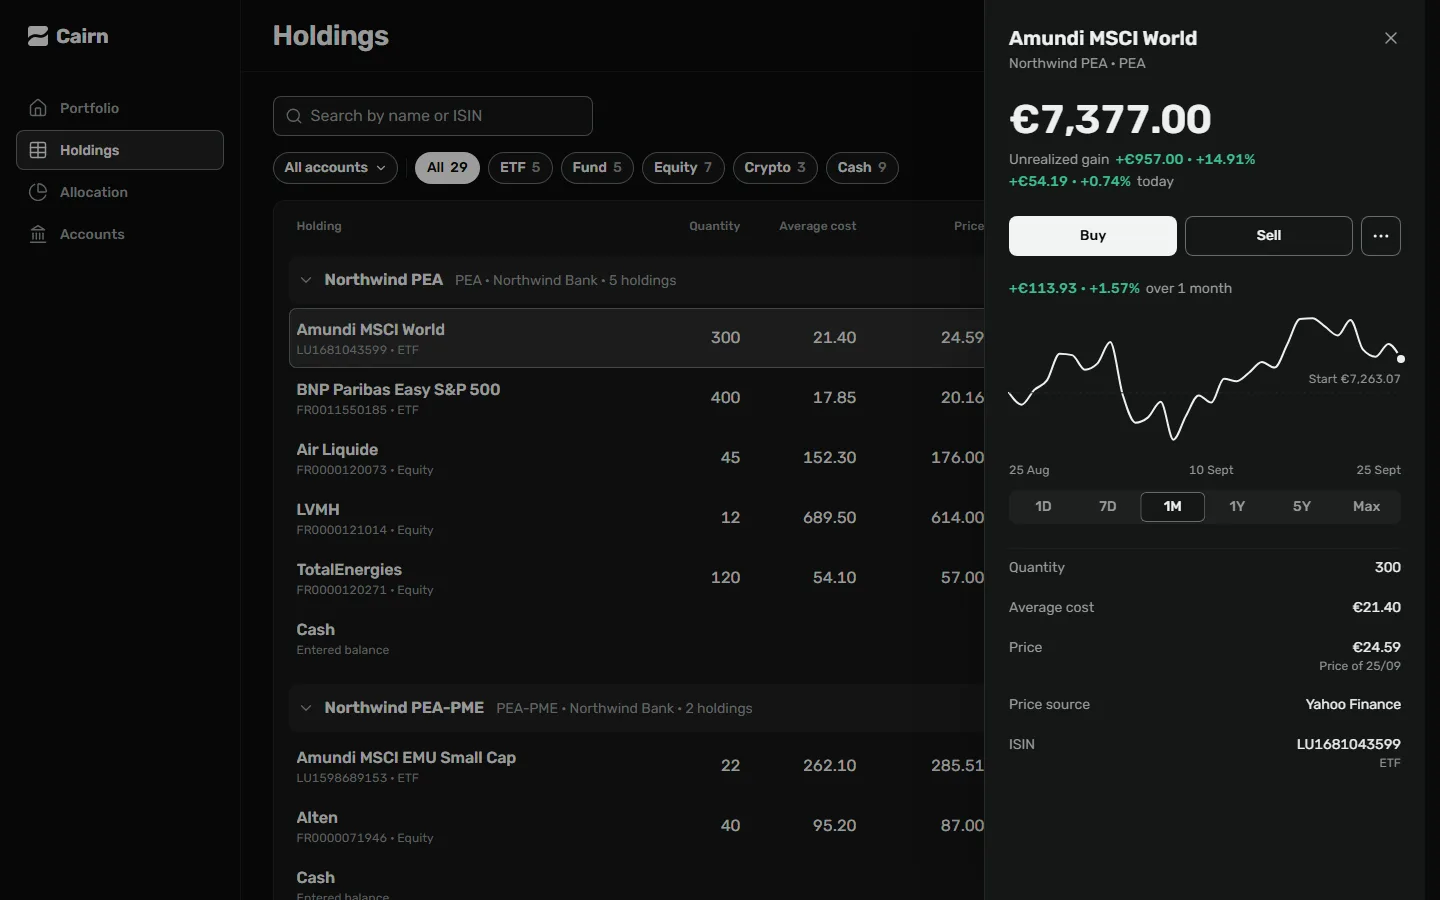 Cairn
Portfolio
Holdings
Allocation
Accounts
Holdings
Search by name or ISIN
All accounts
All 29
ETF 5
Fund 5
Equity 7
Crypto 3
Cash 9
Holding Quantity Average cost Price
Northwind PEA PEA • Northwind Bank • 5 holdings
Amundi MSCI World 300 21.40 24.59
LU1681043599 • ETF
BNP Paribas Easy S&P 500 400 17.85 20.16
FR0011550185 • ETF
Air Liquide 45 152.30 176.00
FR0000120073 • Equity
LVMH 12 689.50 614.00
FR0000121014 • Equity
TotalEnergies 120 54.10 57.00
FR0000120271 • Equity
Cash
Entered balance
Northwind PEA-PME PEA-PME • Northwind Bank • 2 holdings
Amundi MSCI EMU Small Cap 22 262.10 285.51
LU1598689153 • ETF
Alten 40 95.20 87.00
FR0000071946 • Equity
Cash
Entered balance
Amundi MSCI World
Northwind PEA • PEA
€7,377.00
Unrealized gain +€957.00 • +14.91%
+€54.19 • +0.74% today
Buy
Sell
+€113.93 • +1.57% over 1 month
Start €7,263.07
25 Aug 10 Sept 25 Sept
1D 7D 1M 1Y 5Y Max
Quantity 300
Average cost €21.40
Price €24.59
Price of 25/09
Price source Yahoo Finance
ISIN LU1681043599
ETF